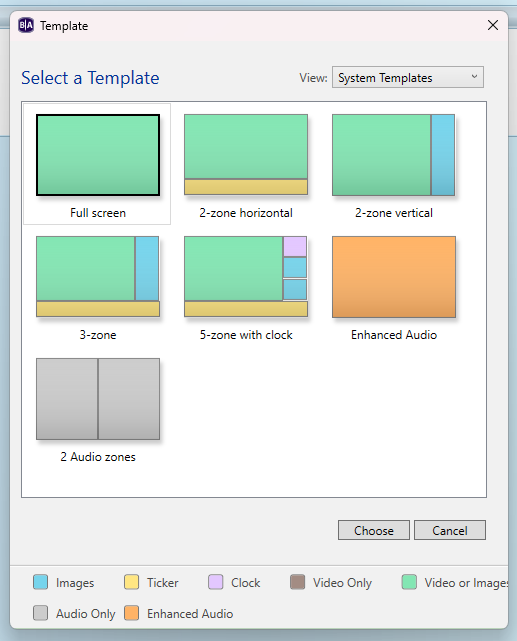 B|A Template
Select a Template
View: System Templates
Full screen
2-zone horizontal
2-zone vertical
3-zone
5-zone with clock
Enhanced Audio
2 Audio zones
Choose
Cancel
Images
Ticker
Clock
Video Only
Video or Images
Audio Only
Enhanced Audio